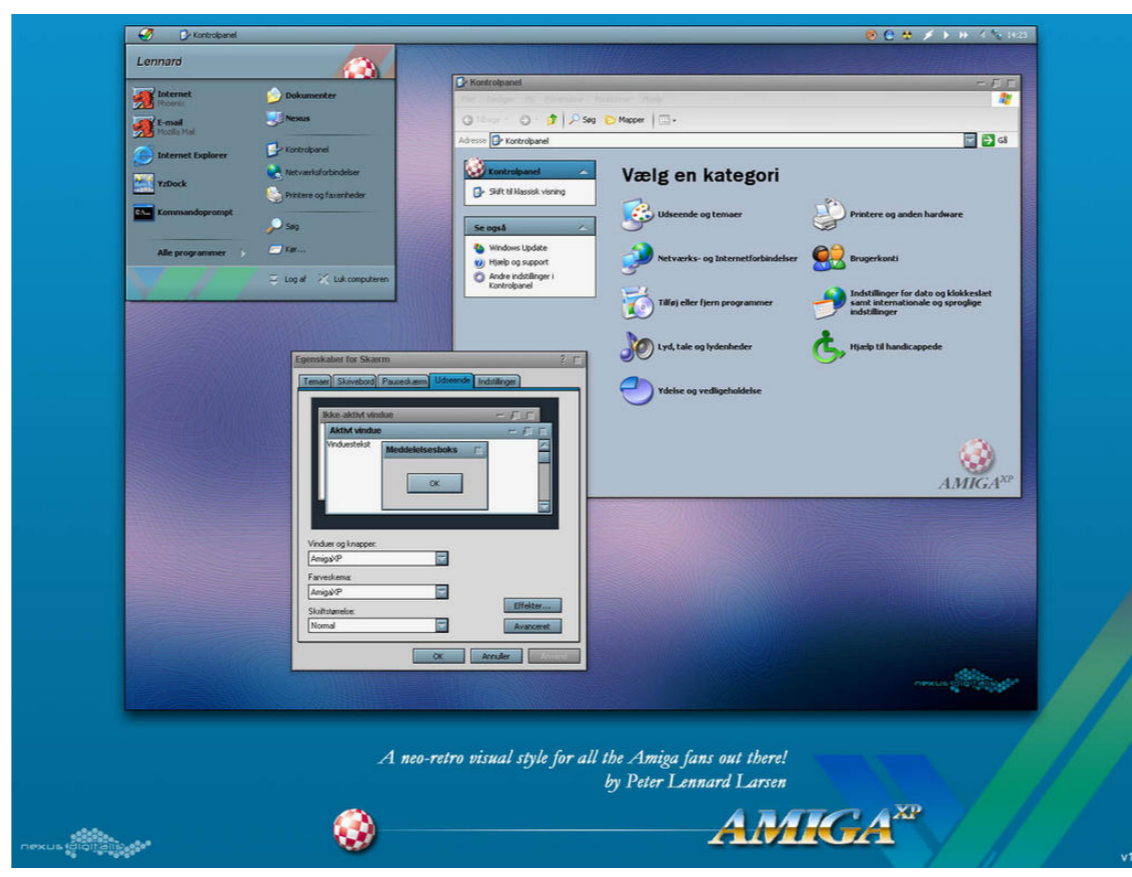 Kontrolpanel
14:23
Lennard
Internet
Phoenix
E-mail
Mozilla Mail
Internet Explorer
YzDock
Kommandoprompt
Alle programmer
Dokumenter
Nexus
Kontrolpanel
Netværksforbindelser
Printere og faxenheder
Søg
Kør...
Log af
Luk computeren
Kontrolpanel
Søg
Mapper
Adresse
Kontrolpanel
Gå
Kontrolpanel
Skift til klassisk visning
Se også
Windows Update
Hjælp og support
Andre indstillinger i
Kontrolpanel
Vælg en kategori
Udseende og temaer
Printere og anden hardware
Netværks- og Internetforbindelser
Brugerkonti
Tilføj eller fjern programmer
Indstillinger for dato og klokkeslæt
samt internationale og sproglige
indstillinger
Lyd, tale og lydenheder
Hjælp til handicappede
Ydelse og vedligeholdelse
AMIGA XP
Egenskaber for Skærm
?
Temaer Skrivebord Pauseskærm Udseende Indstillinger
Ikke-aktivt vindue
Aktivt vindue
Vinduestekst
Meddelelsesboks
OK
Vinduer og knapper:
AmigaXP
Farveskema:
AmigaXP
Skriftstørrelse:
Normal
Effekter...
Avanceret
OK
Annuller
Anvend
nexus digitalis
A neo-retro visual style for all the Amiga fans out there!
by Peter Lennard Larsen
AMIGA XP
nexus digitalis